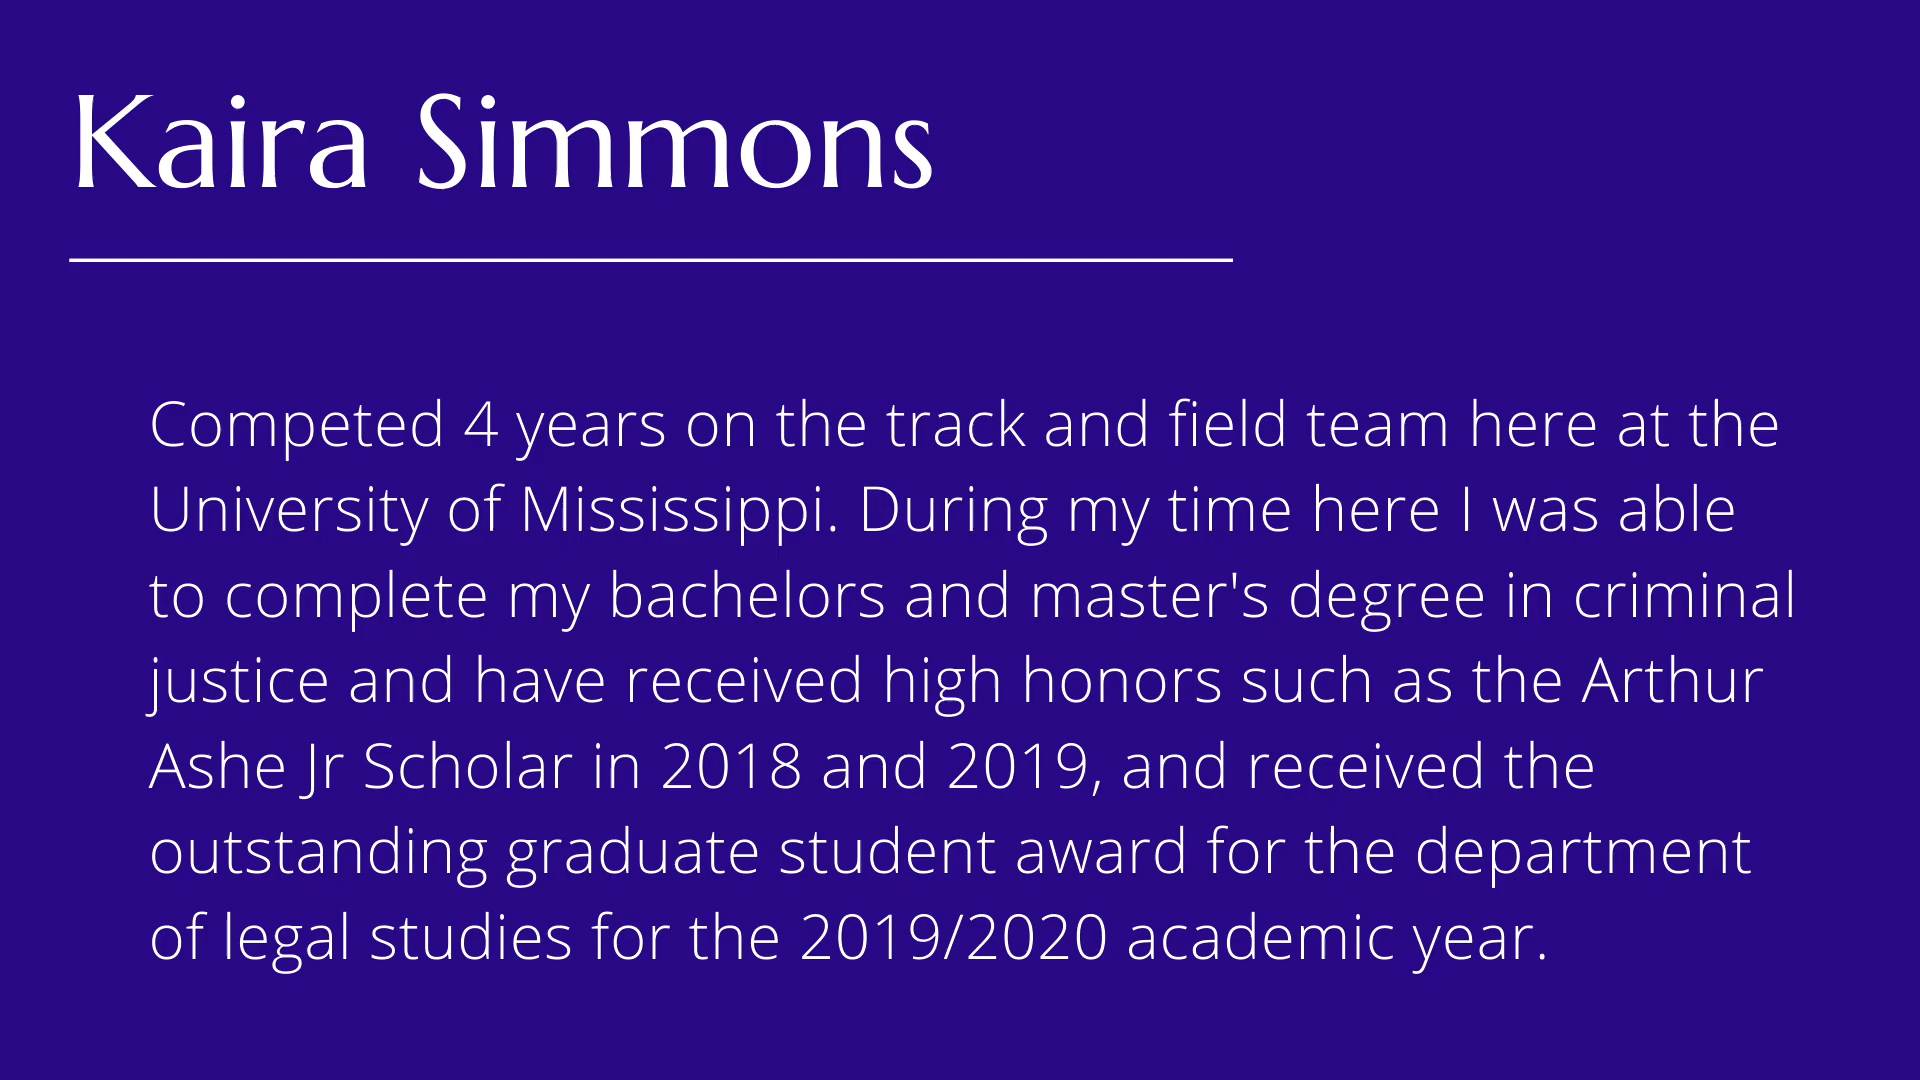 Kaira Simmons
Competed 4 years on the track and field team here at the
University of Mississippi. During my time here I was able
to complete my bachelors and master's degree in criminal
justice and have received high honors such as the Arthur
Ashe Jr Scholar in 2018 and 2019, and received the
outstanding graduate student award for the department
of legal studies for the 2019/2020 academic year.